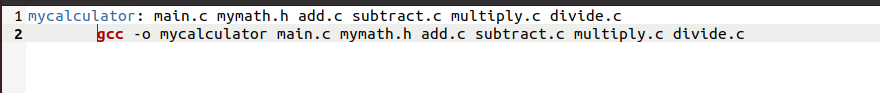 1 mycalculator: main.c mymath.h add.c subtract.c multiply.c divide.c
2 gcc -o mycalculator main.c mymath.h add.c subtract.c multiply.c divide.c